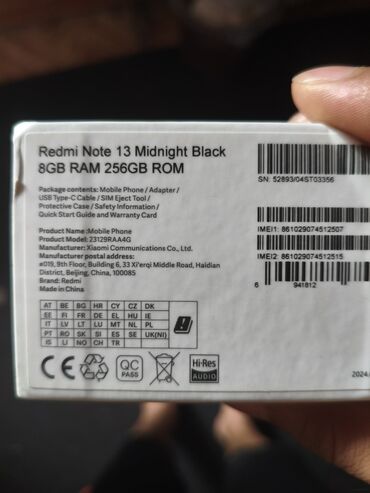 Redmi Note 13 Midnight Black
8GB RAM 256GB ROM
Package contents: Mobile Phone / Adapter /
USB Type-C Cable / SIM Eject Tool /
Protective Case / Safety Information /
Quick Start Guide and Warranty Card
Product Name: Mobile Phone
Product Model: 23129RAA4G
Manufacturer: Xiaomi Communications Co., Ltd.
Manufacturer postal address:
#019, 9th Floor, Building 6, 33 Xi'erqi Middle Road, Haidian
District, Beijing, China, 100085
Brand: Redmi
Made in China
SN: 52893/04ST03356
IMEI1: 861029074512507
IMEI2: 861029074512515
6 941812
AT BE BG HR CY CZ DK
EE FI FR DE EL HU IE
IT LV LT LU MT NL PL
PT RO SK SI ES SE UK(NI)
IS LI NO CH TR
CE
QC
PASS
Hi-Res
AUDIO
2024